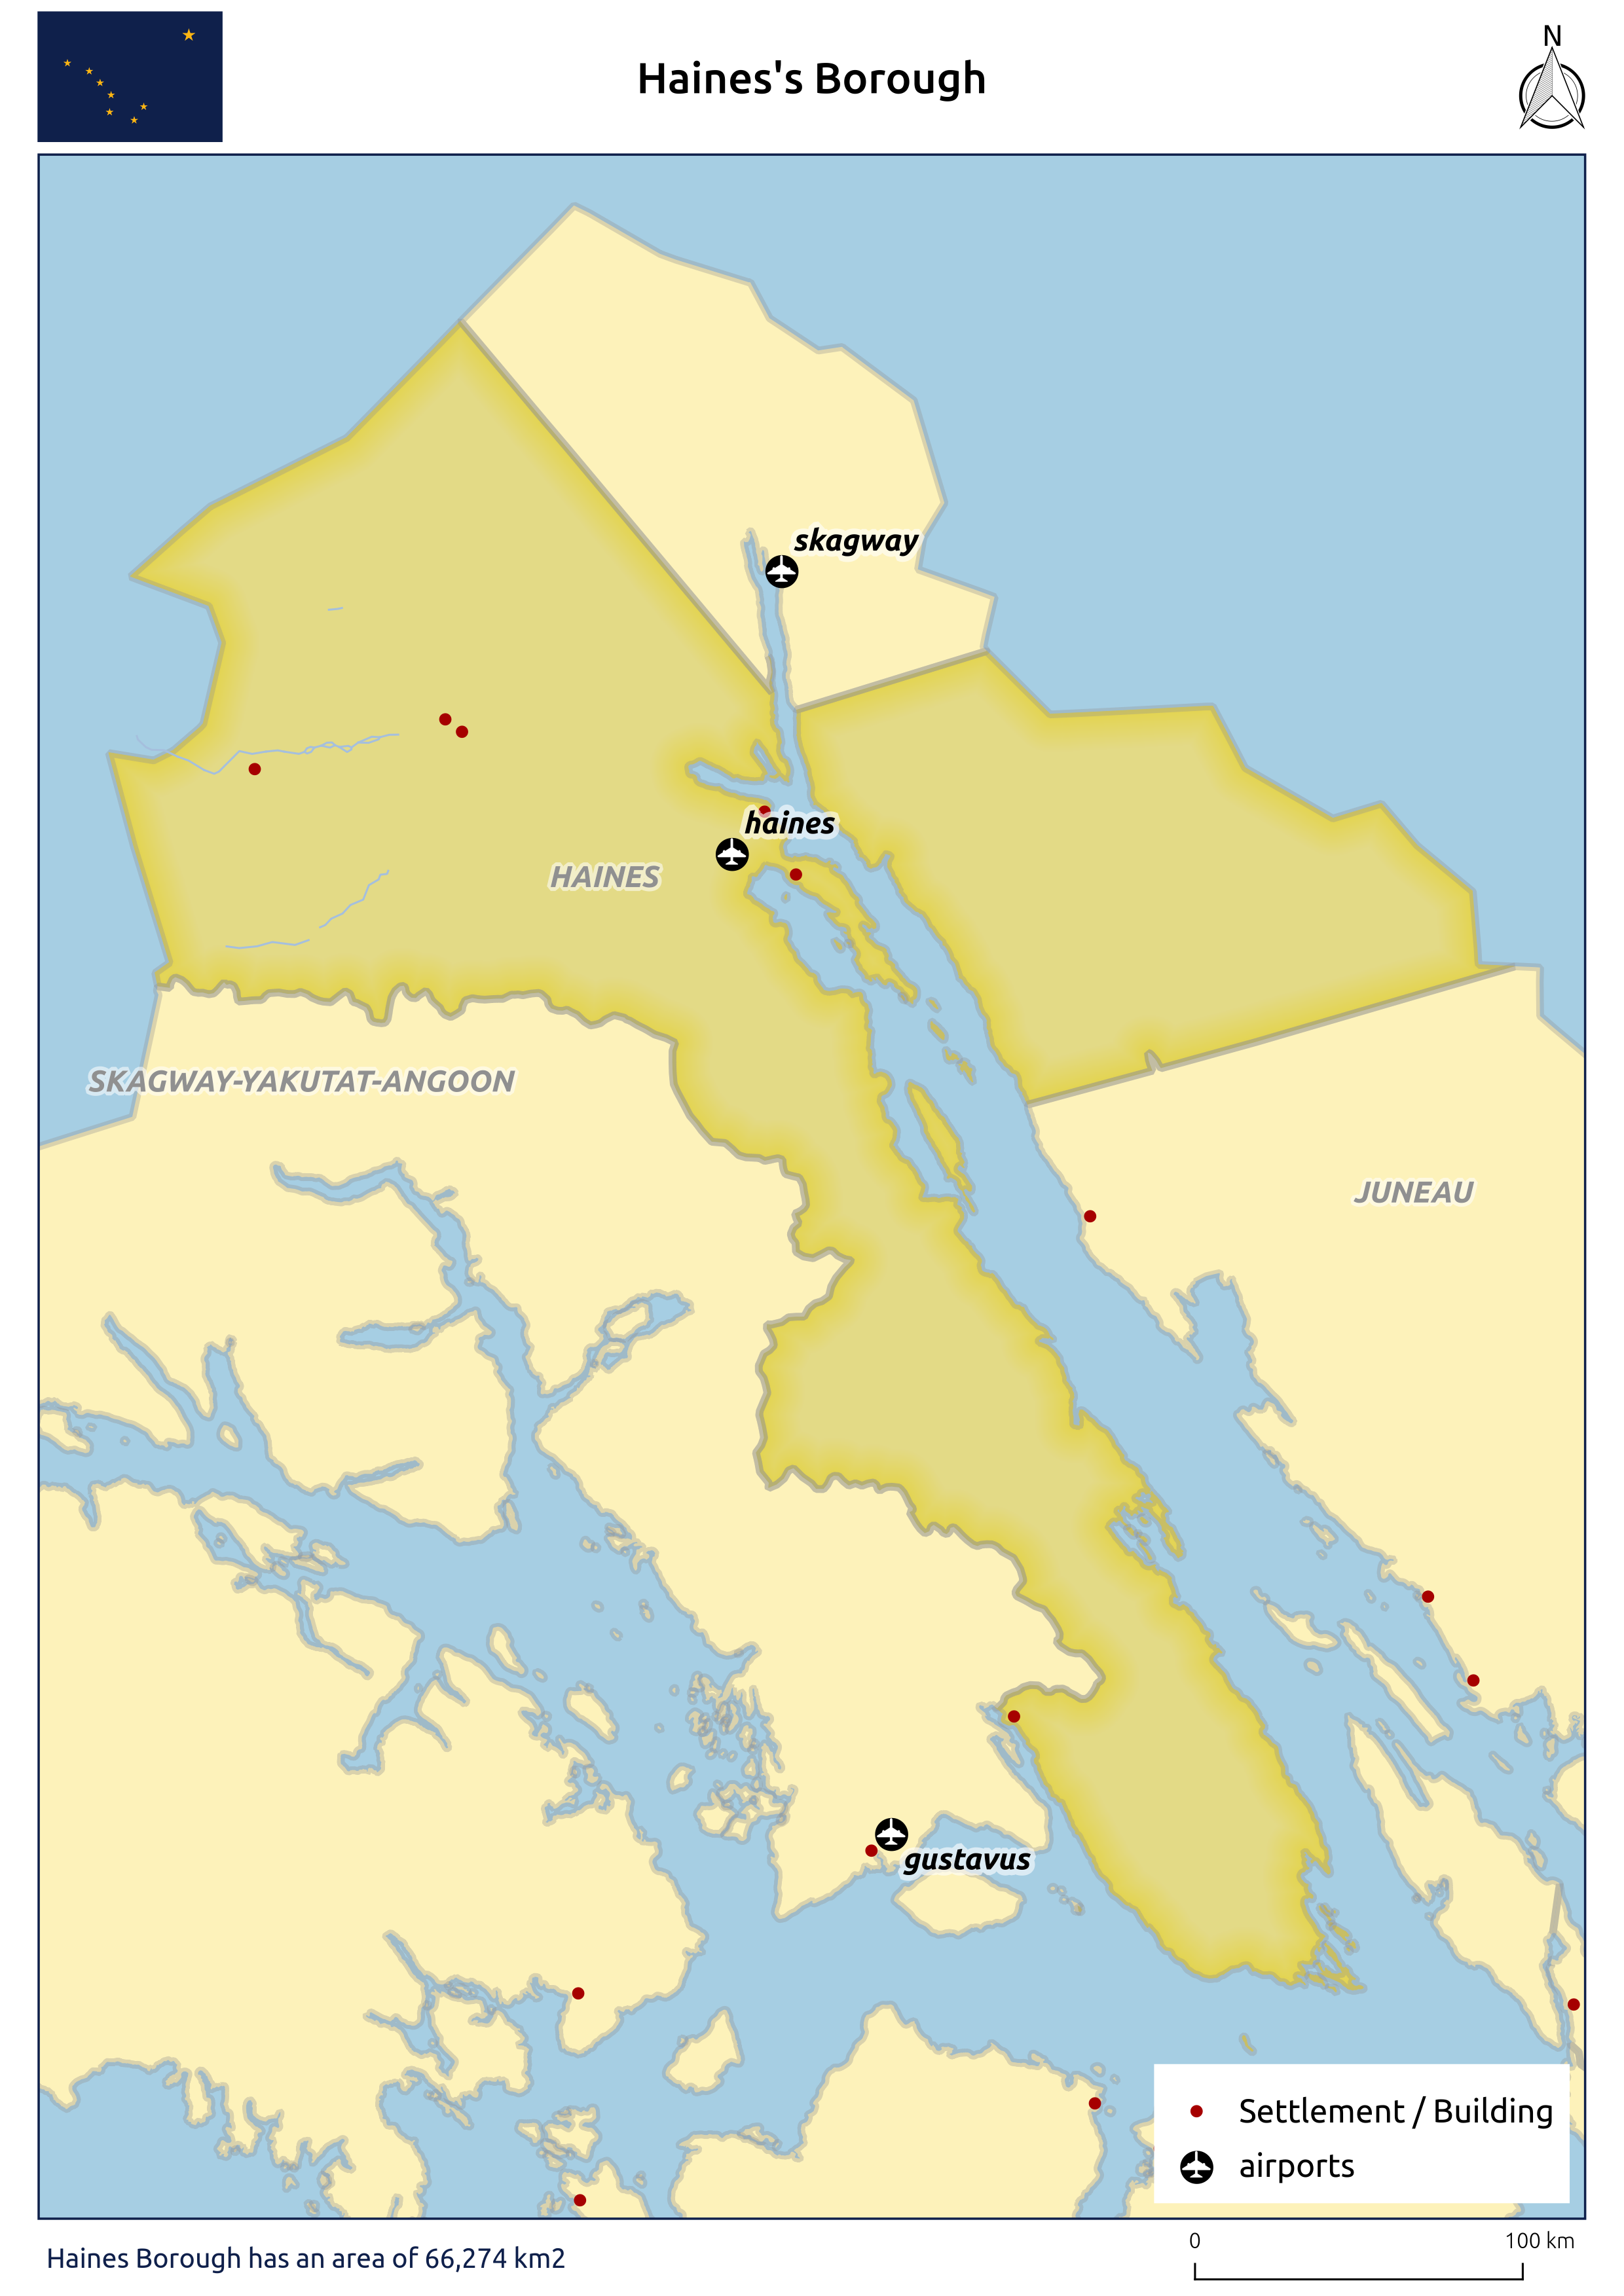 Haines's Borough
N
skagway
haines
HAINES
SKAGWAY-YAKUTAT-ANGOON
JUNEAU
gustavus
Settlement / Building
airports
Haines Borough has an area of 66,274 km2
0 100 km